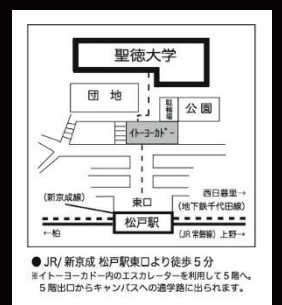 聖徳大学
団地
駐輪場
公園
イトーヨーカドー
東口
(新京成線)
西日暮里→
(地下鉄千代田線)
松戸駅
←柏
(JR常磐線) 上野→
● JR/ 新京成 松戸駅東口より徒歩5分
※イトーヨーカドー内のエスカレーターを利用して5階へ。
5階出口からキャンパスへの通学路に出られます。